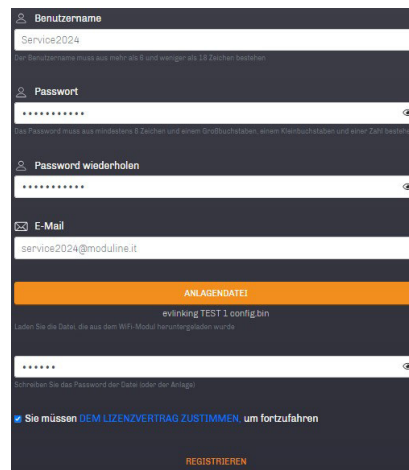 Benutzername
Service2024
Der Benutzername muss aus mehr als 6 und weniger als 18 Zeichen bestehen
Passwort
•••••••••••
Das Password muss aus mindestens 8 Zeichen und einem Großbuchstaben, einem Kleinbuchstaben und einer Zahl bestehe
Password wiederholen
•••••••••••
E-Mail
service2024@moduline.it
ANLAGENDATEI
evlinking TEST 1 config.bin
Laden Sie die Datei, die aus dem WiFi-Modul heruntergeladen wurde
••••••
Schreiben Sie das Password der Datei (oder der Anlage)
Sie müssen DEM LIZENZVERTRAG ZUSTIMMEN, um fortzufahren
REGISTRIEREN